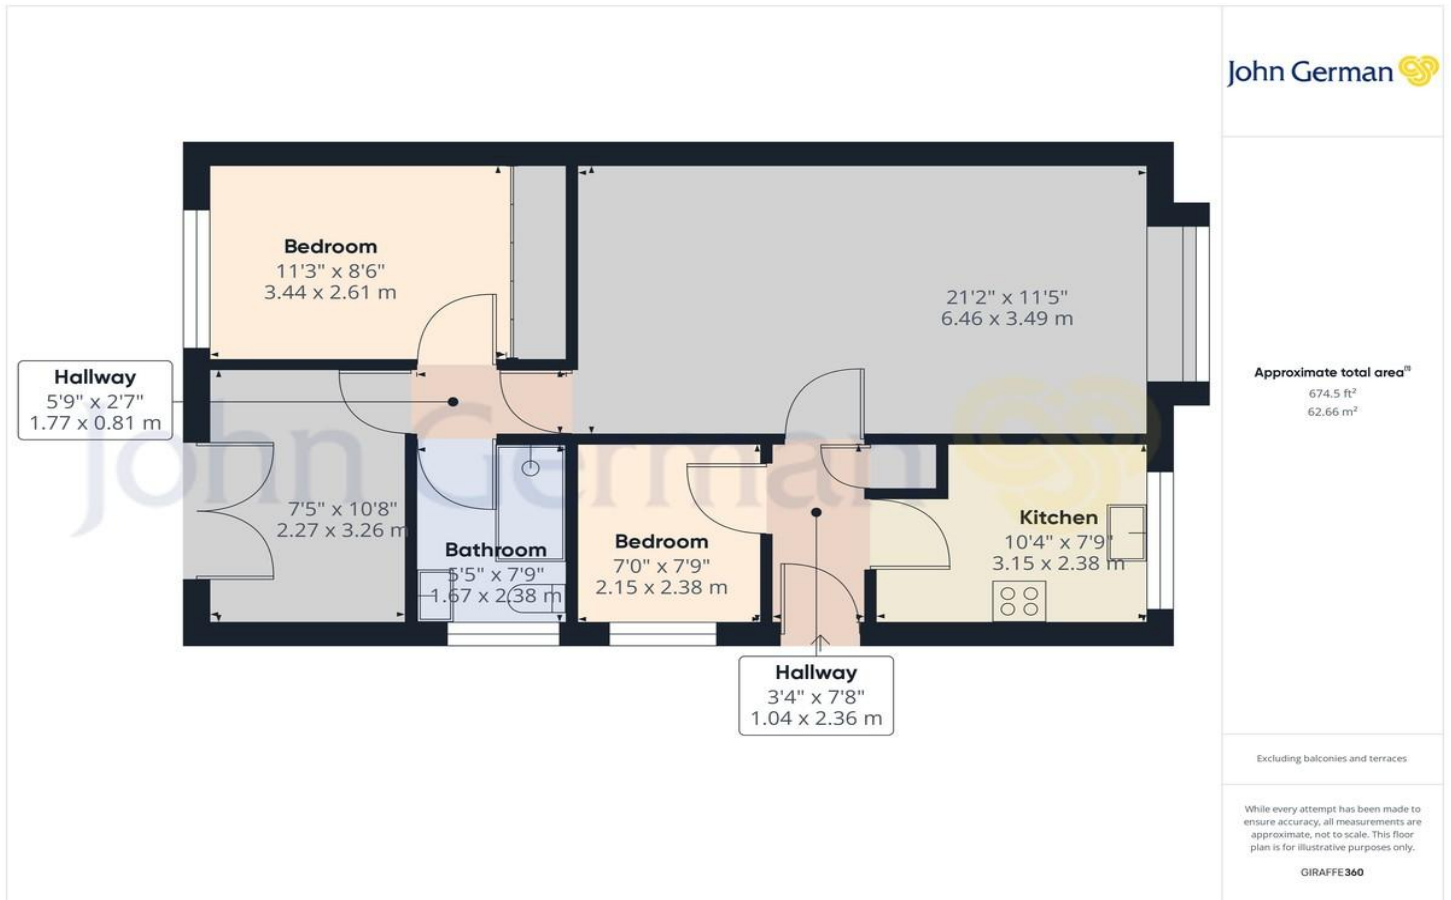 John German
Bedroom
11'3" x 8'6"
3.44 x 2.61 m
21'2" x 11'5"
6.46 x 3.49 m
Hallway
5'9" x 2'7"
1.77 x 0.81 m
7'5" x 10'8"
2.27 x 3.26 m
Bathroom
5'5" x 7'9"
1.67 x 2.38 m
Bedroom
7'0" x 7'9"
2.15 x 2.38 m
Kitchen
10'4" x 7'9"
3.15 x 2.38 m
Hallway
3'4" x 7'8"
1.04 x 2.36 m
John German
Approximate total area⁽¹⁾
674.5 ft²
62.66 m²
Excluding balconies and terraces
While every attempt has been made to
ensure accuracy, all measurements are
approximate, not to scale. This floor
plan is for illustrative purposes only.
GIRAFFE360